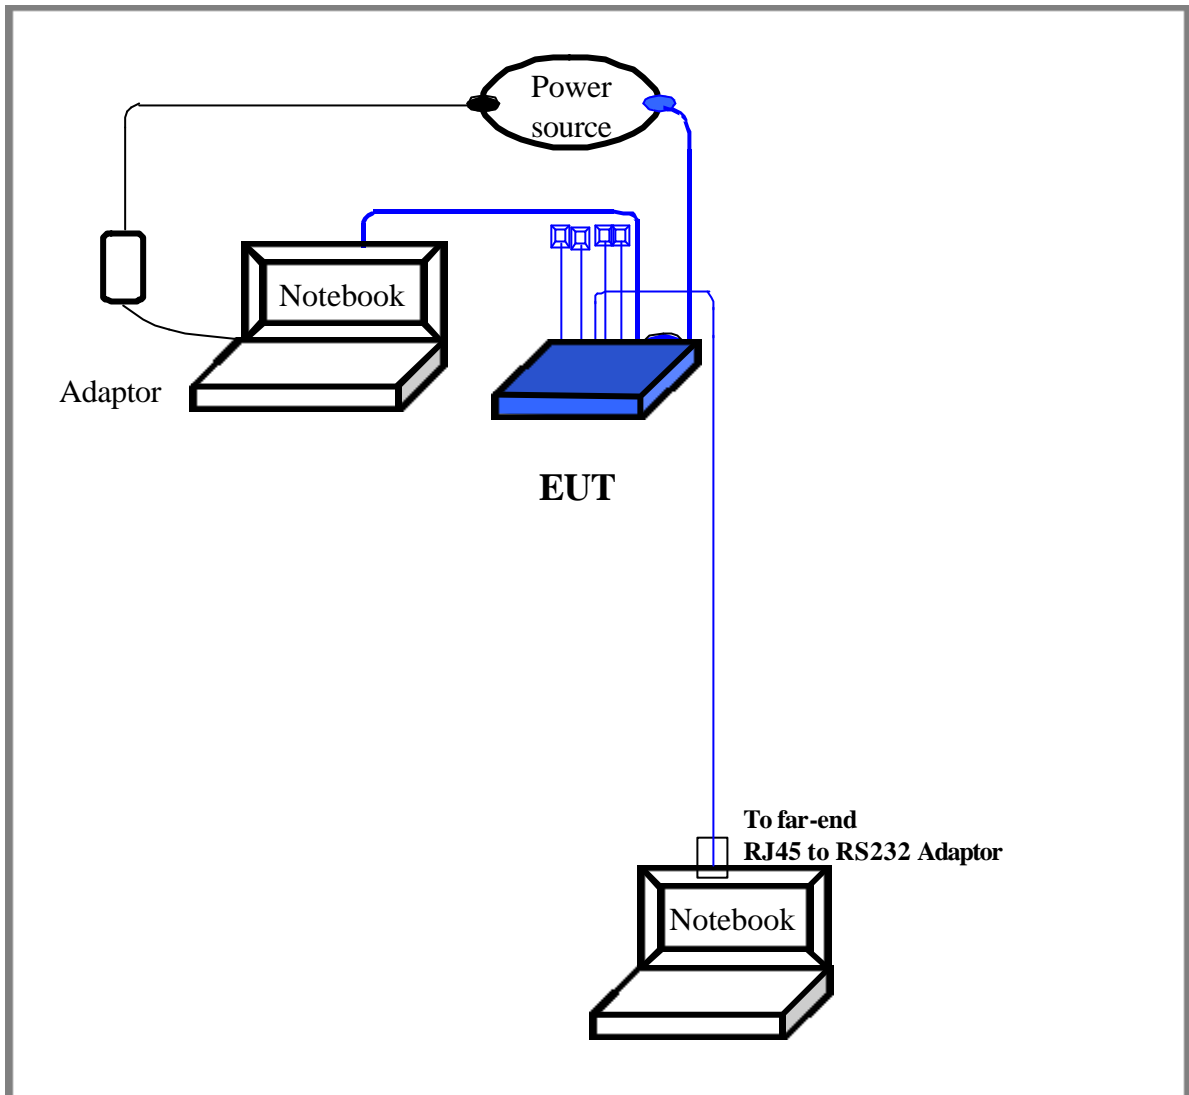 Power
source
Notebook
Adaptor
EUT
To far-end
RJ45 to RS232 Adaptor
Notebook